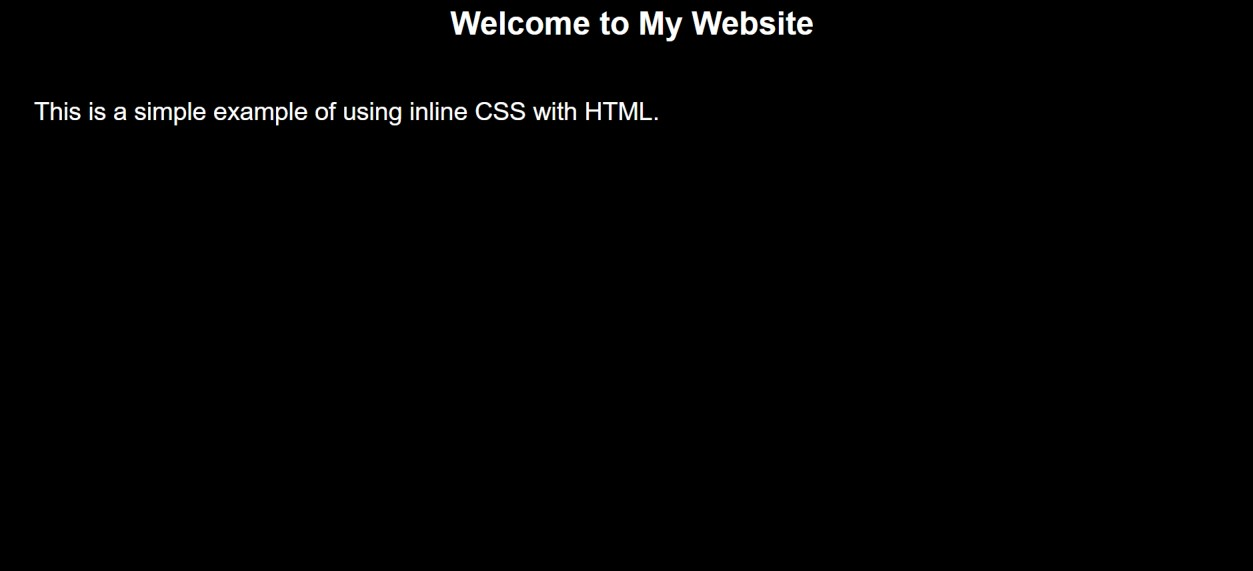 Welcome to My Website
This is a simple example of using inline CSS with HTML.